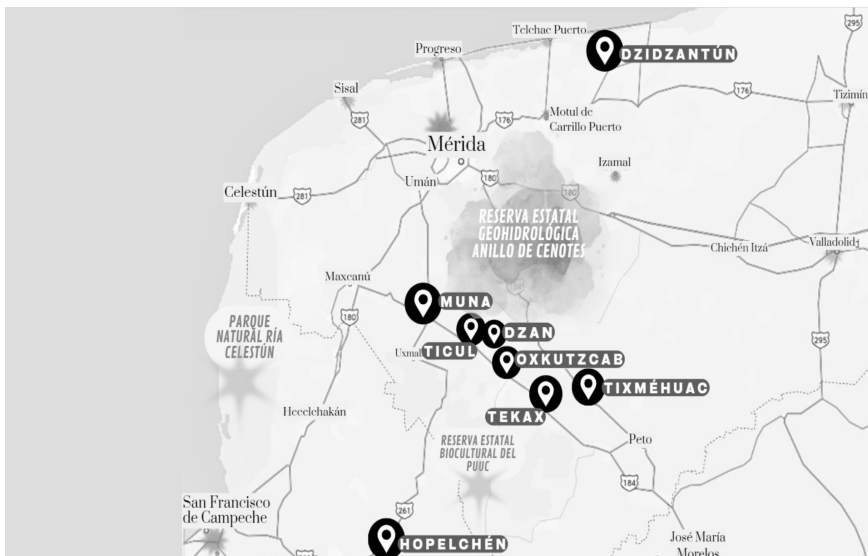 295
Telchac Puerto
DZIDZANTÚN
Progreso
Sisal
176
Tizimín
Motul de
Carrillo Puerto
281
176
Mérida
Izamal
180
180
Umán
Celestún
281
RESERVA ESTATAL
GEOHIDROLÓGICA
ANILLO DE CENOTES
Chichén Itzá
Valladolid
Maxcanú
MUNA
180
PARQUE
NATURAL RÍA
CELESTÚN
DZAN
295
Uxmal
TICUL
OXKUTZCAB
TIXMÉHUAC
TEKAX
Hecelchakán
Peto
RESERVA ESTATAL
BIOCULTURAL DEL
PUUC
184
San Francisco
de Campeche
261
HOPELCHÉN
José María
Morelos